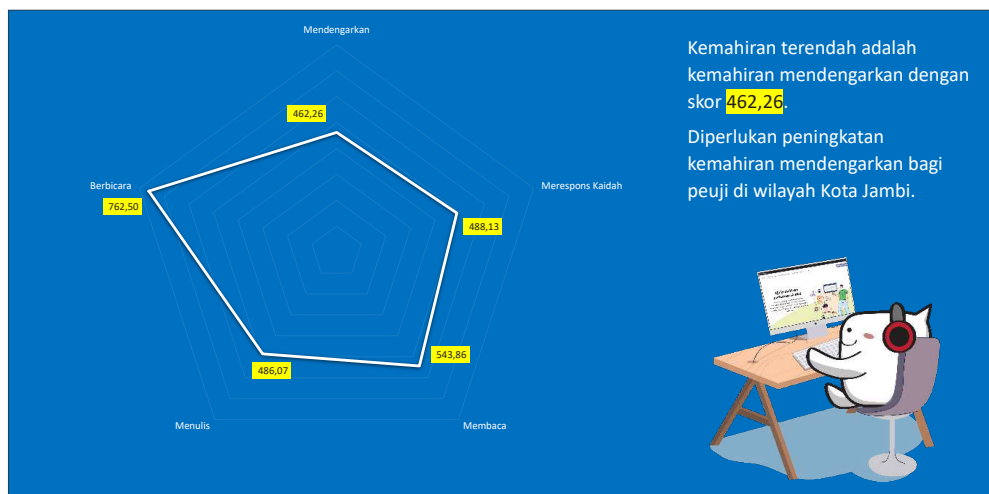 Mendengarkan
462,26
Berbicara
762,50
Merespons Kaidah
488,13
543,86
486,07
Menulis
Membaca
Kemahiran terendah adalah
kemahiran mendengarkan dengan
skor 462,26.
Diperlukan peningkatan
kemahiran mendengarkan bagi
peuji di wilayah Kota Jambi.